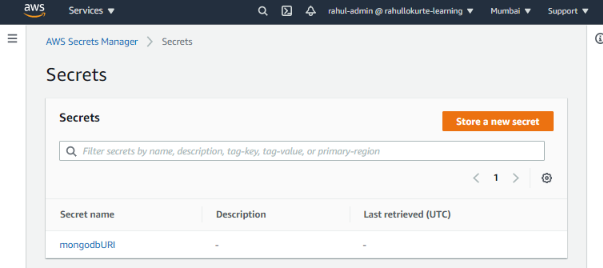 aws Services rahul-admin @ rahullokurte-learning Mumbai Support
AWS Secrets Manager > Secrets
Secrets
Secrets Store a new secret
Filter secrets by name, description, tag-key, tag-value, or primary-region
< 1 >
Secret name Description Last retrieved (UTC)
mongodbURI - -